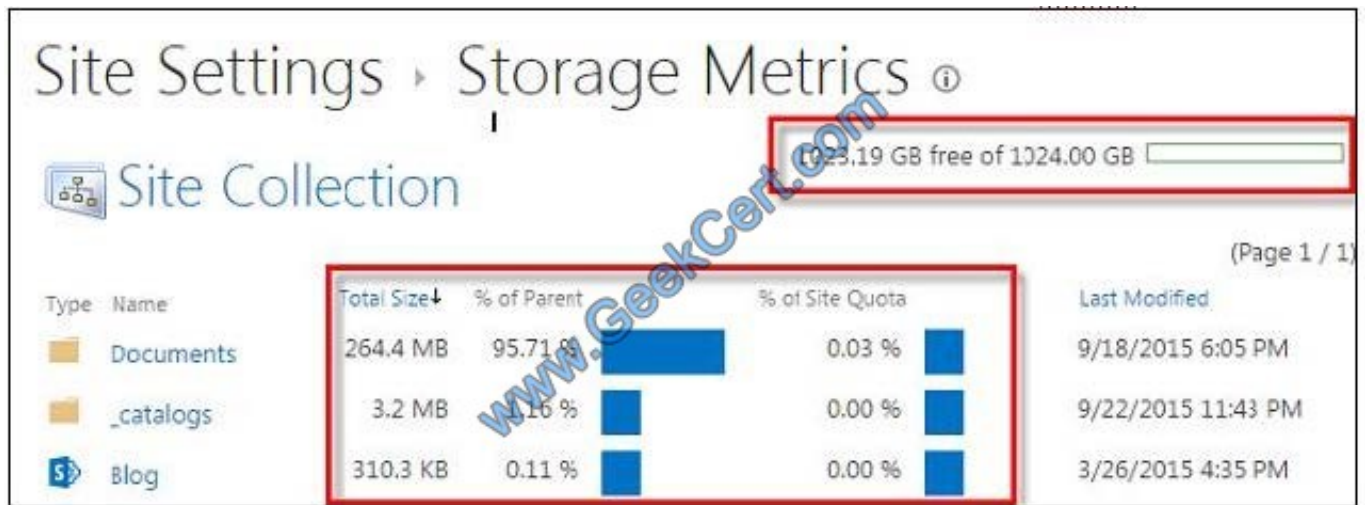 Site Settings › Storage Metrics
1023.19 GB free of 1024.00 GB
Site Collection
(Page 1 / 1)
Type Name Total Size↓ % of Parent % of Site Quota Last Modified
Documents 264.4 MB 95.71 % 0.03 % 9/18/2015 6:05 PM
_catalogs 3.2 MB 1.16 % 0.00 % 9/22/2015 11:43 PM
Blog 310.3 KB 0.11 % 0.00 % 3/26/2015 4:35 PM
www.GeekCert.com